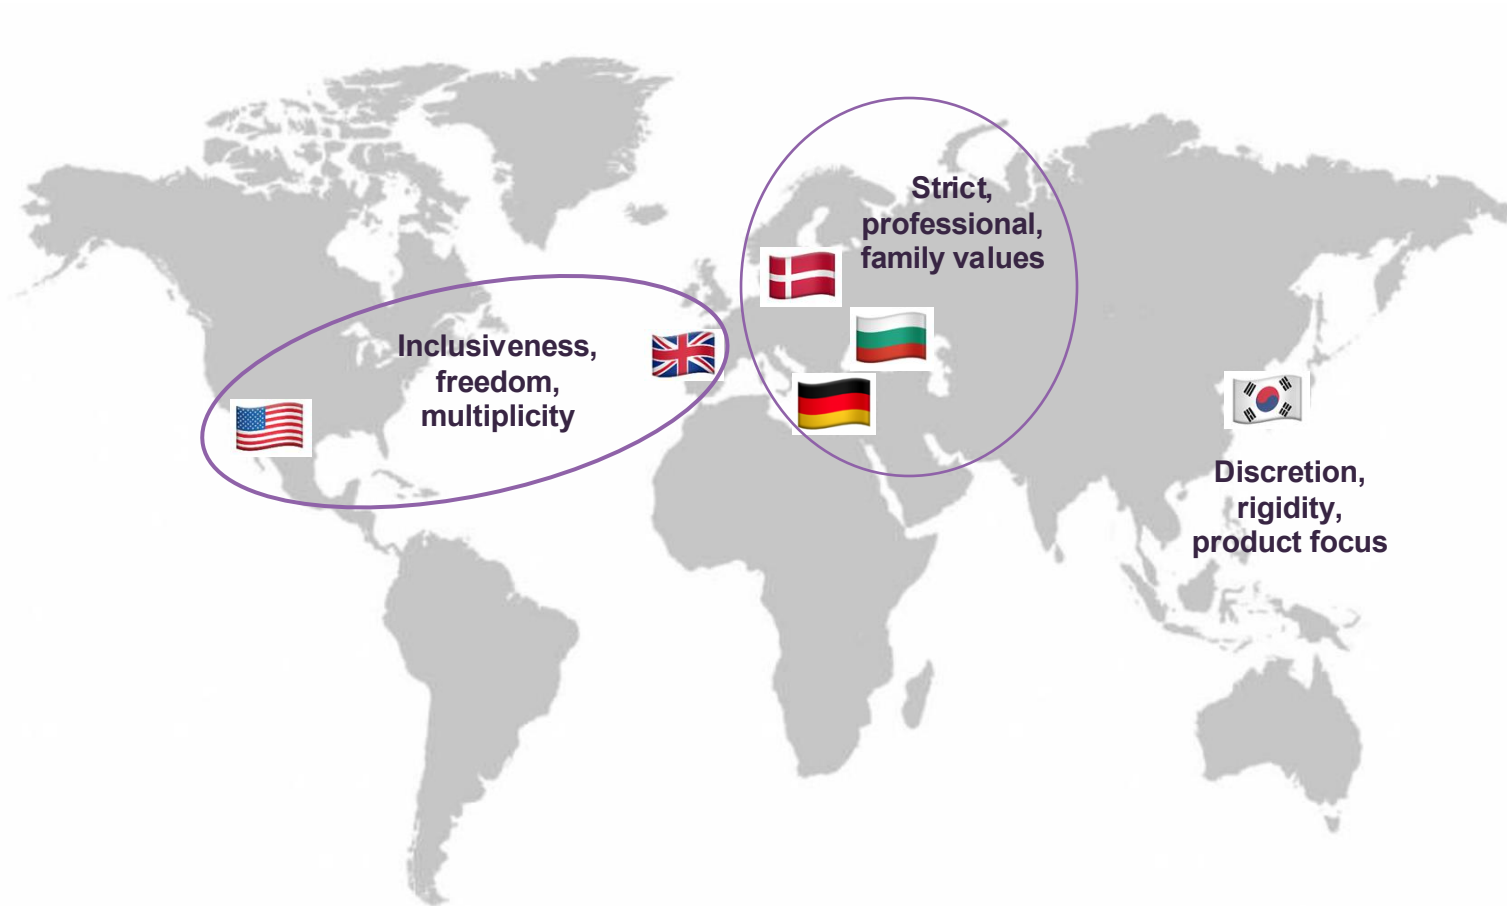 Strict,
professional,
family values
Inclusiveness,
freedom,
multiplicity
Discretion,
rigidity,
product focus